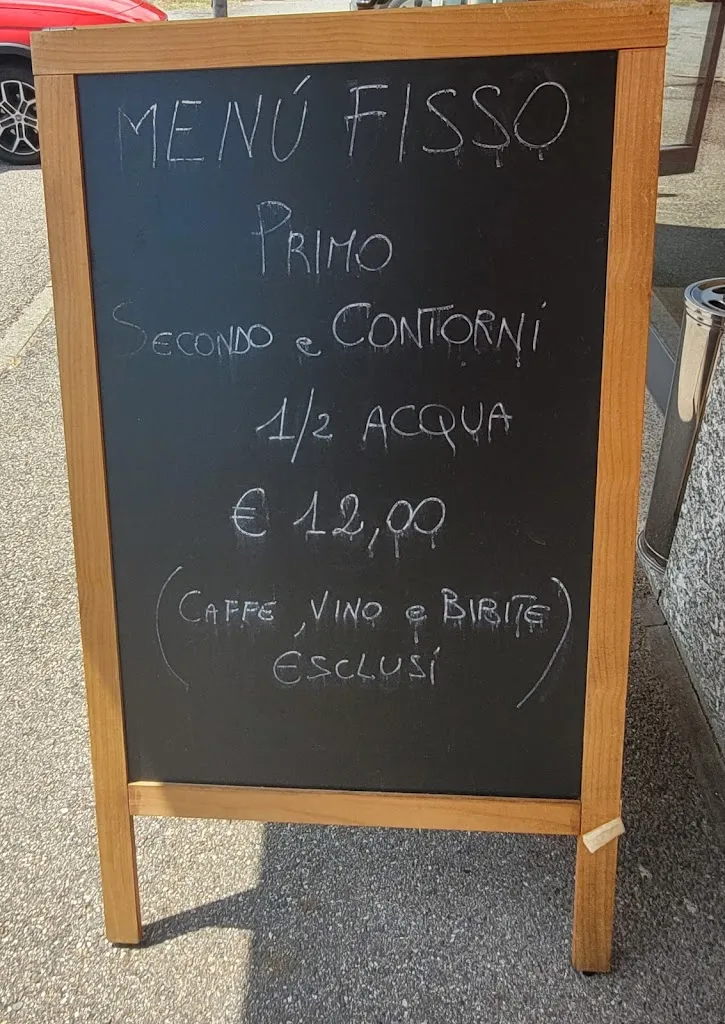 MENÚ FISSO
PRIMO
SECONDO e CONTORNI
1/2 ACQUA
€ 12,00
(CAFFE, VINO e BIBITE
ESCLUSI)